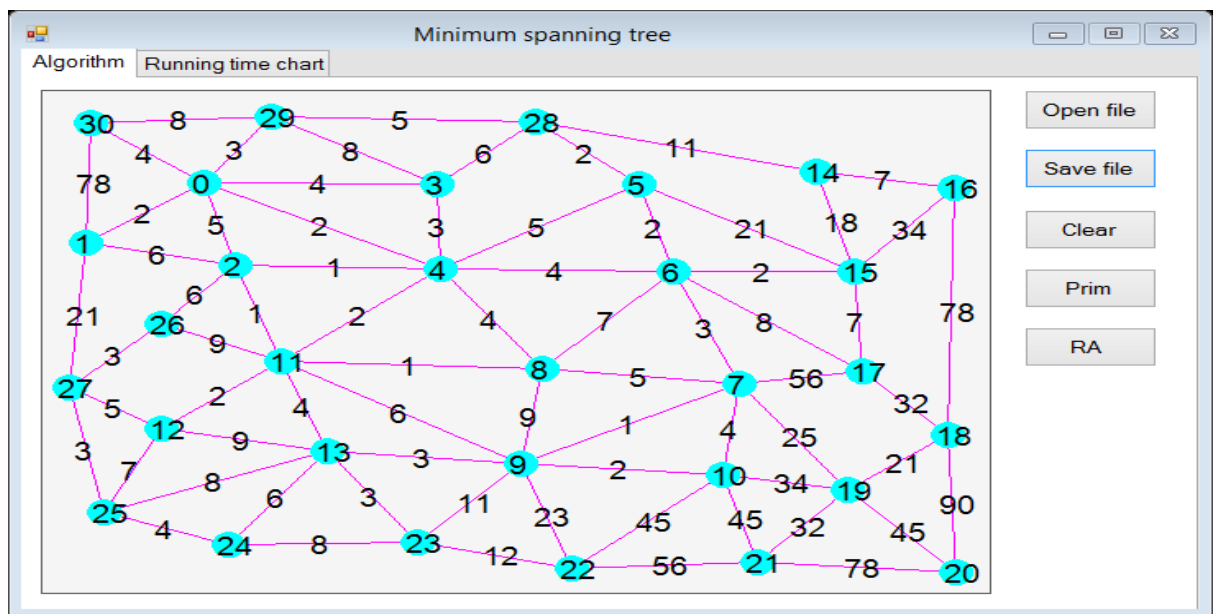 Minimum spanning tree
Algorithm
Running time chart
30 8 29 5 28
Open file
4 3 8 6 2 11 14 7 16
Save file
78 0 4 3 5
2 5 2 3 5 2 21 18 34
Clear
1 6 2 1 4 4 6 2 15
Prim
21 26 6 1 2 4 7 3 8 7 78
3 9 11 1 8 5 7 56 17
RA
27 5 2 4 6 9 1 4 25 32
3 12 9 13 3 9 2 10 34 19 21 18
7 8 6 3 11 23 45 45 32 45 90
25 4 24 8 23 12 22 56 21 78 20